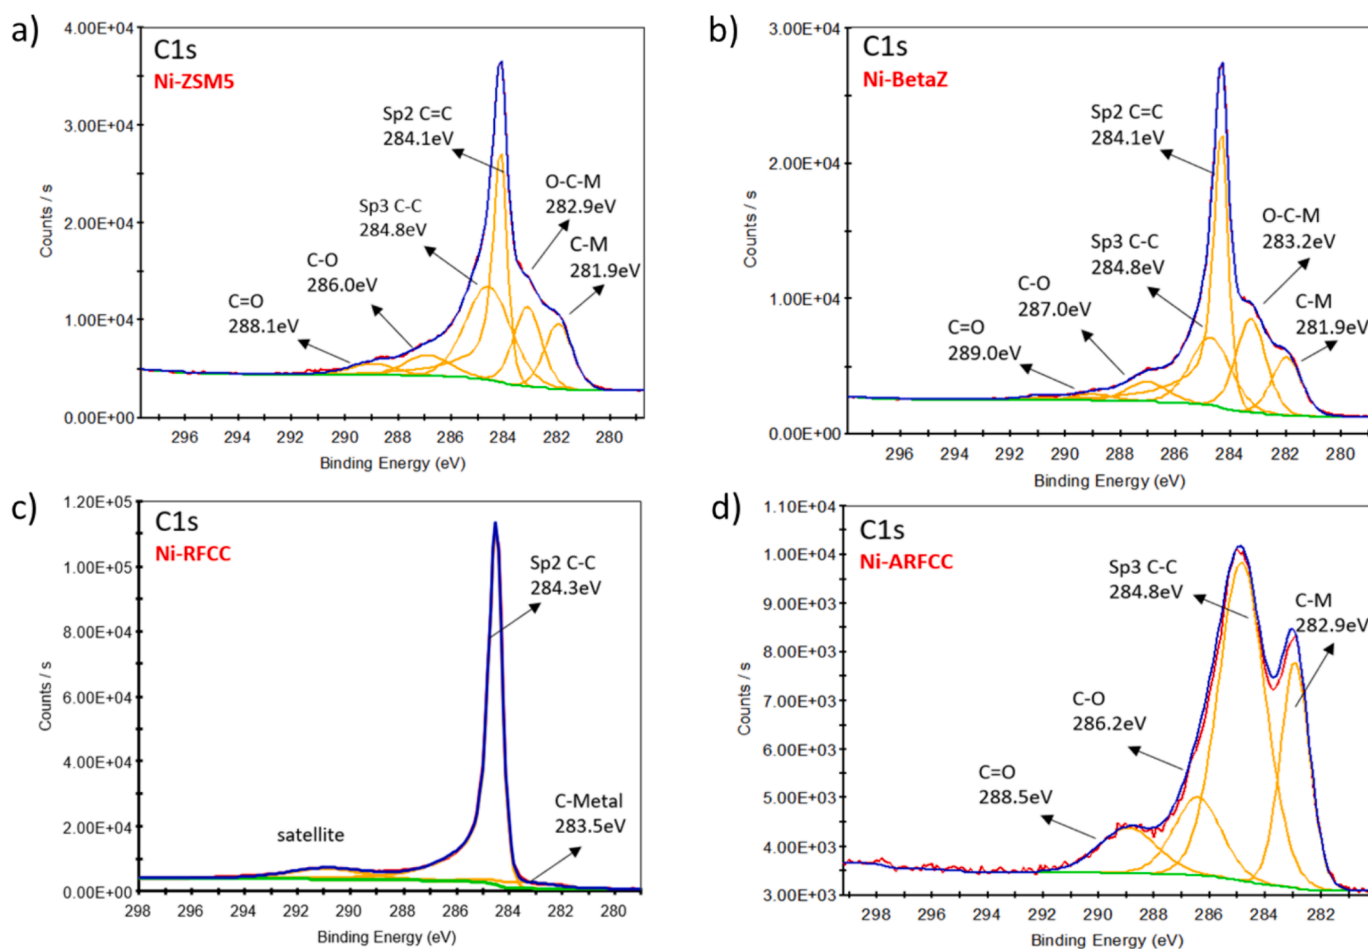 a)
C1s
Ni-ZSM5
4.00E+04
3.00E+04
2.00E+04
1.00E+04
0.00E+00
Counts / s
Sp2 C=C
284.1eV
O-C-M
282.9eV
Sp3 C-C
284.8eV
C-M
281.9eV
C-O
286.0eV
C=O
288.1eV
296 294 292 290 288 286 284 282 280
Binding Energy (eV)
b)
C1s
Ni-BetaZ
3.00E+04
2.00E+04
1.00E+04
0.00E+00
Counts / s
Sp2 C=C
284.1eV
O-C-M
283.2eV
Sp3 C-C
284.8eV
C-O
287.0eV
C-M
281.9eV
C=O
289.0eV
296 294 292 290 288 286 284 282 280
Binding Energy (eV)
c)
C1s
Ni-RFCC
1.20E+05
1.00E+05
8.00E+04
6.00E+04
4.00E+04
2.00E+04
0.00E+00
Counts / s
Sp2 C-C
284.3eV
C-Metal
283.5eV
satellite
298 296 294 292 290 288 286 284 282 280
Binding Energy (eV)
d)
C1s
Ni-ARFCC
1.10E+04
1.00E+04
9.00E+03
8.00E+03
7.00E+03
6.00E+03
5.00E+03
4.00E+03
3.00E+03
Counts / s
Sp3 C-C
284.8eV
C-M
282.9eV
C-O
286.2eV
C=O
288.5eV
298 296 294 292 290 288 286 284 282
Binding Energy (eV)